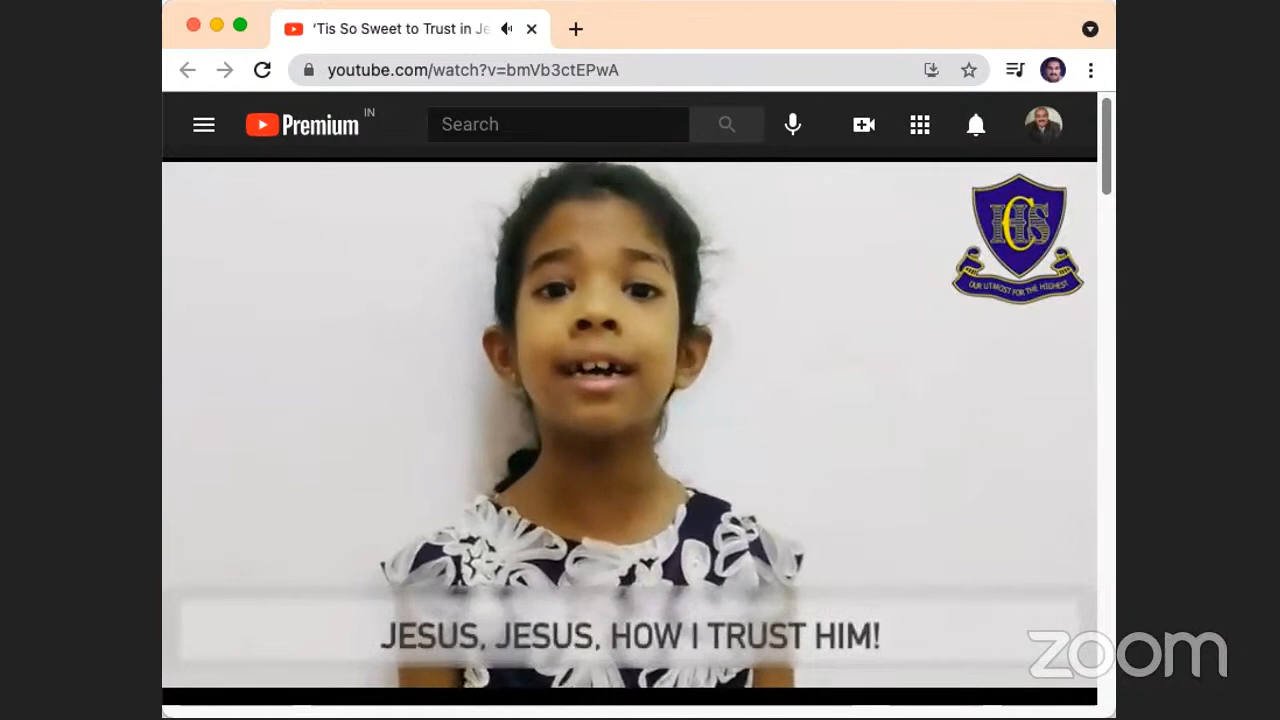 'Tis So Sweet to Trust in Je
youtube.com/watch?v=bmVb3ctEPwA
Premium IN
Search
HCS
OUR UTMOST FOR THE HIGHEST
JESUS, JESUS, HOW I TRUST HIM!
zoom